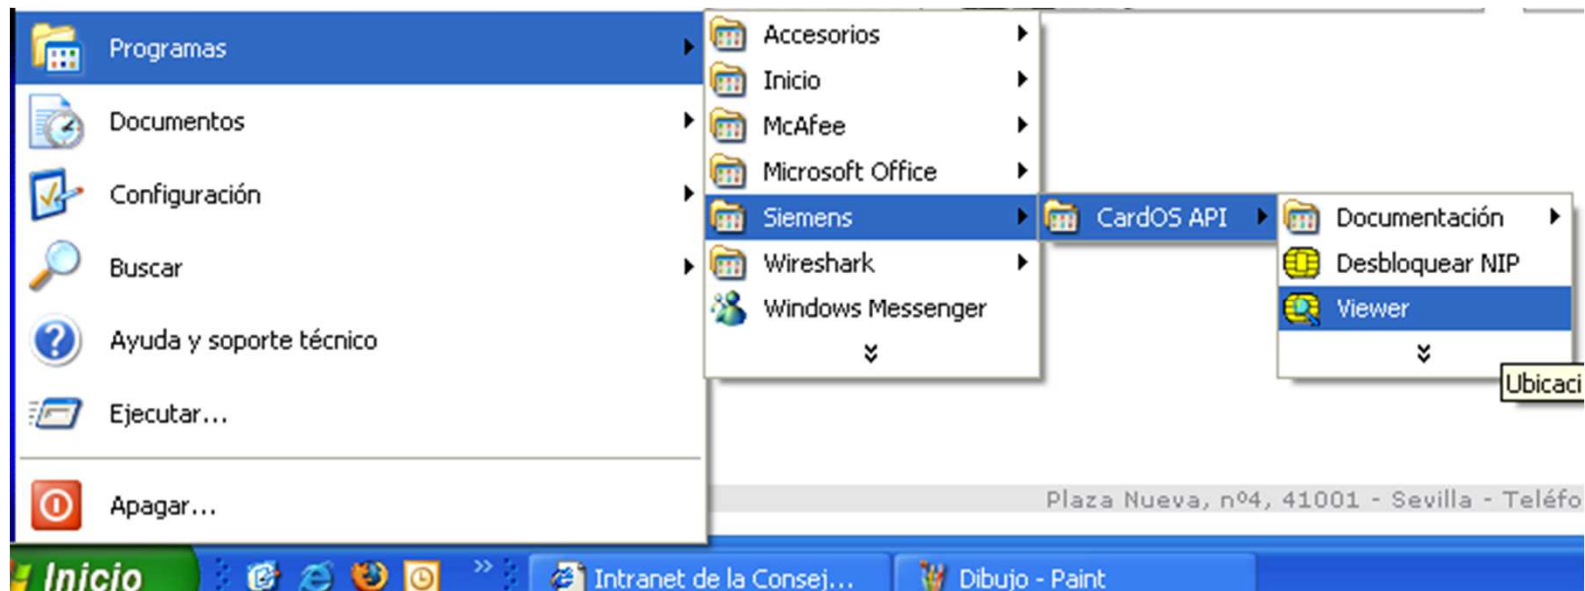 Programas
Documentos
Configuración
Buscar
Ayuda y soporte técnico
Ejecutar...
Apagar...
Accesorios
Inicio
McAfee
Microsoft Office
Siemens
Wireshark
Windows Messenger
CardOS API
Documentación
Desbloquear NIP
Viewer
Ubicaci
Plaza Nueva, nº4, 41001 - Sevilla - Teléfo
Inicio
Intranet de la Consej...
Dibujo - Paint